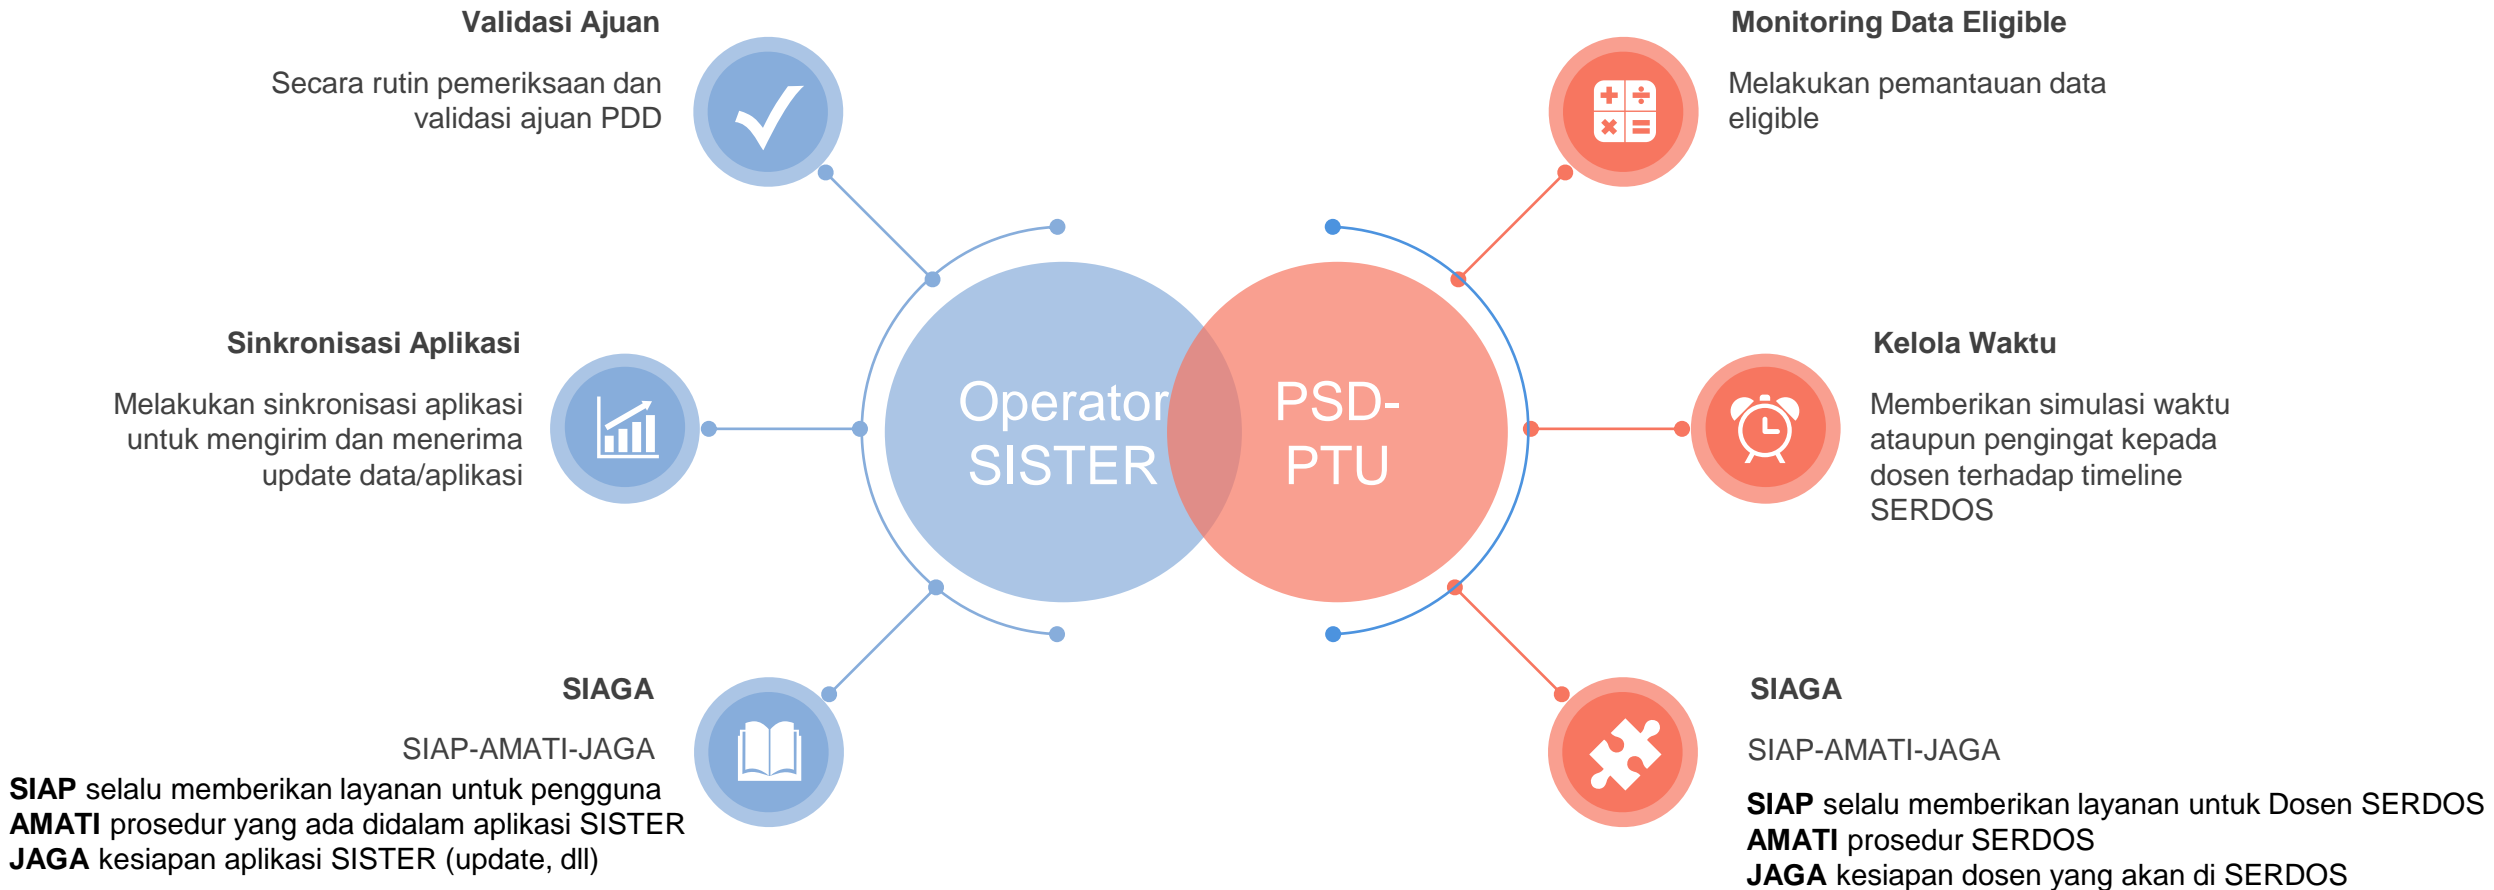 Validasi Ajuan
Secara rutin pemeriksaan dan
validasi ajuan PDD
Sinkronisasi Aplikasi
Melakukan sinkronisasi aplikasi
untuk mengirim dan menerima
update data/aplikasi
SIAGA
SIAP-AMATI-JAGA
SIAP selalu memberikan layanan untuk pengguna
AMATI prosedur yang ada didalam aplikasi SISTER
JAGA kesiapan aplikasi SISTER (update, dll)
Operator
SISTER
PSD-
PTU
Monitoring Data Eligible
Melakukan pemantauan data
eligible
Kelola Waktu
Memberikan simulasi waktu
ataupun pengingat kepada
dosen terhadap timeline
SERDOS
SIAGA
SIAP-AMATI-JAGA
SIAP selalu memberikan layanan untuk Dosen SERDOS
AMATI prosedur SERDOS
JAGA kesiapan dosen yang akan di SERDOS